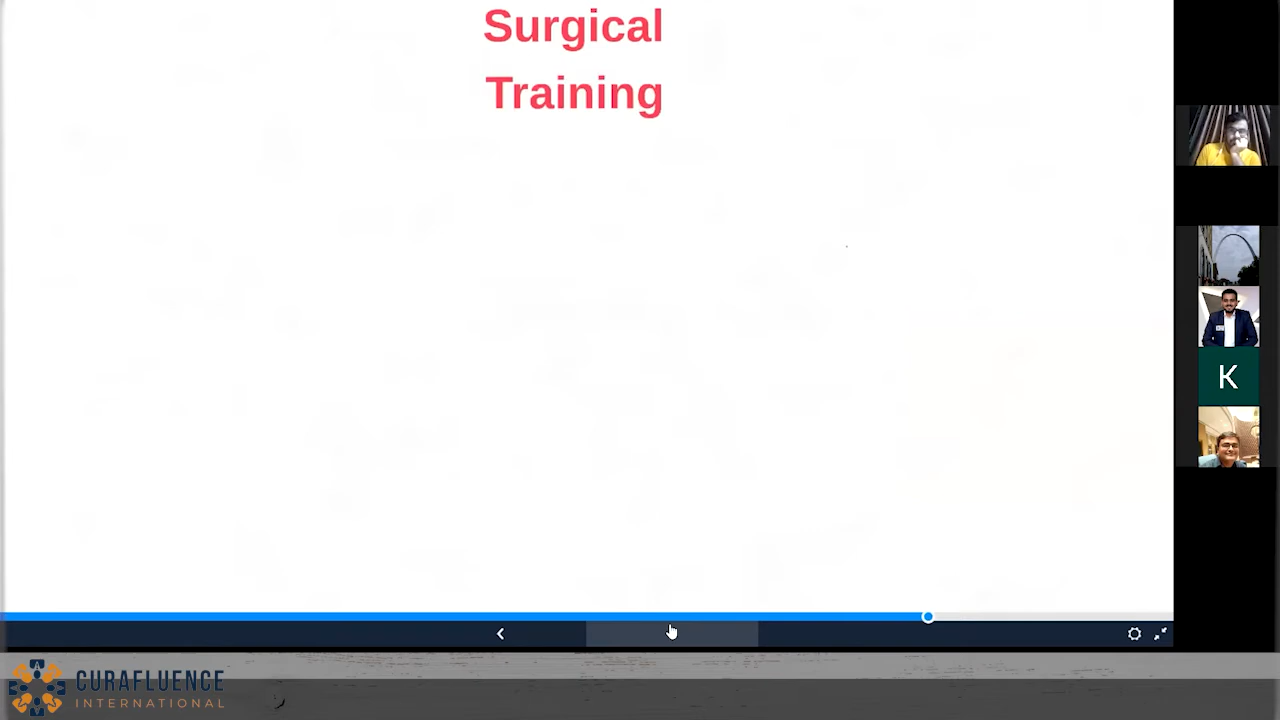 Surgical
Training
K
CURAFLUENCE
INTERNATIONAL